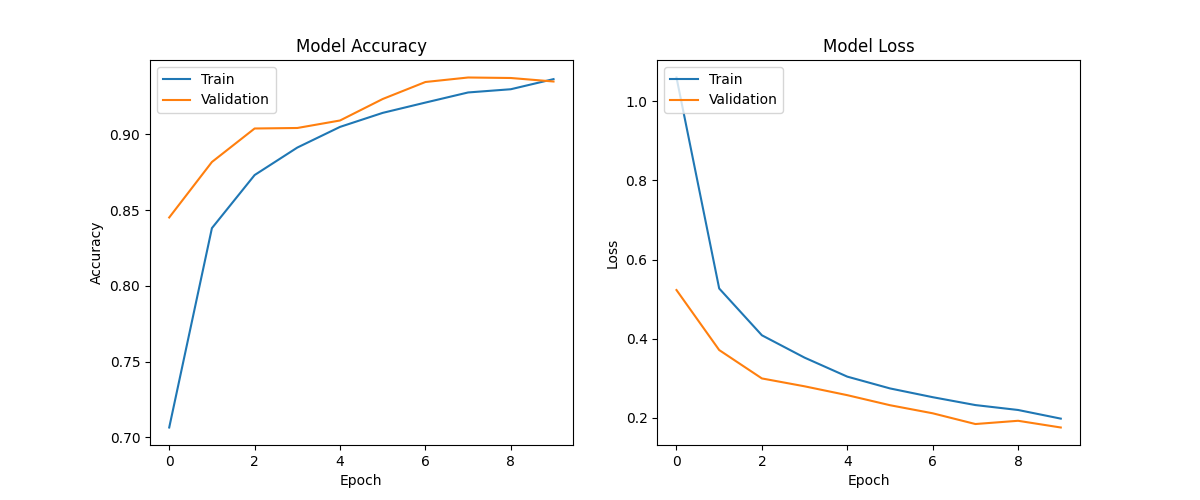 Model Accuracy
Train
Validation
0.90
0.85
0.80
0.75
0.70
Accuracy
0 2 4 6 8
Epoch
Model Loss
Train
Validation
1.0
0.8
0.6
0.4
0.2
Loss
0 2 4 6 8
Epoch